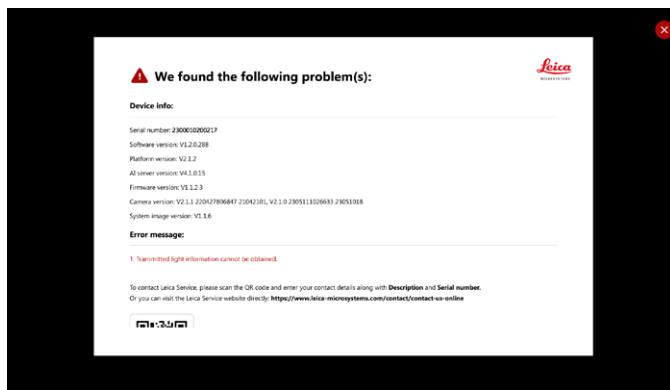 We found the following problem(s):
Leica
MICROSYSTEMS
Device info:
Serial number: 2300010200217
Software version: V1.2.0.288
Platform version: V2.1.2
AI server version: V4.1.0.15
Firmware version: V1.1.2.3
Camera version: V2.1.1 220427806847 21042101, V2.1.0 2305111026633 23051018
System image version: V1.1.6
Error message:
1. Transmitted light information cannot be obtained.
To contact Leica Service, please scan the QR code and enter your contact details along with Description and Serial number.
Or you can visit the Leica Service website directly: https://www.leica-microsystems.com/contact/contact-us-online